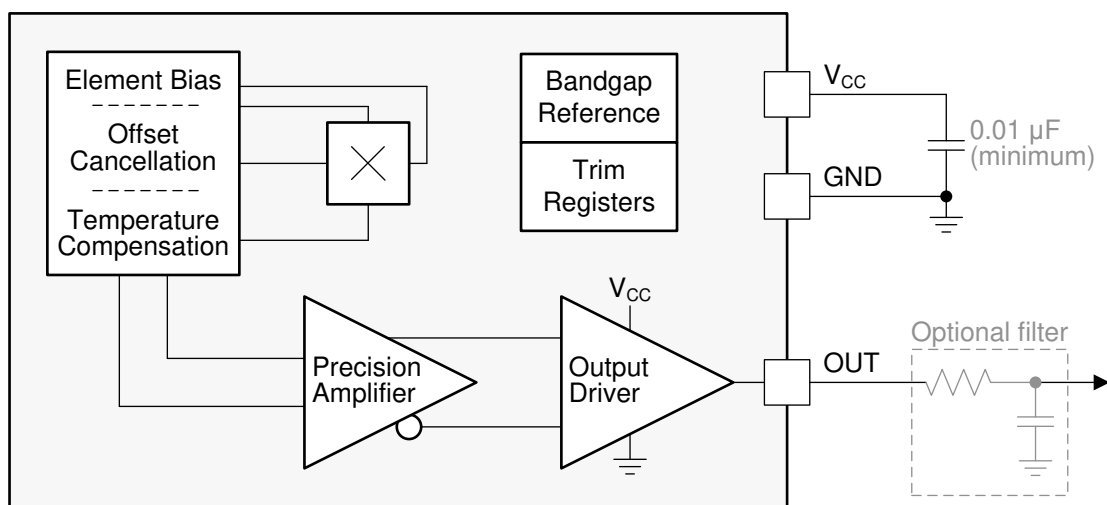 Element Bias
Offset
Cancellation
Temperature
Compensation
Bandgap
Reference
Trim
Registers
VCC
0.01 µF
(minimum)
GND
Precision
Amplifier
VCC
Output
Driver
OUT
Optional filter